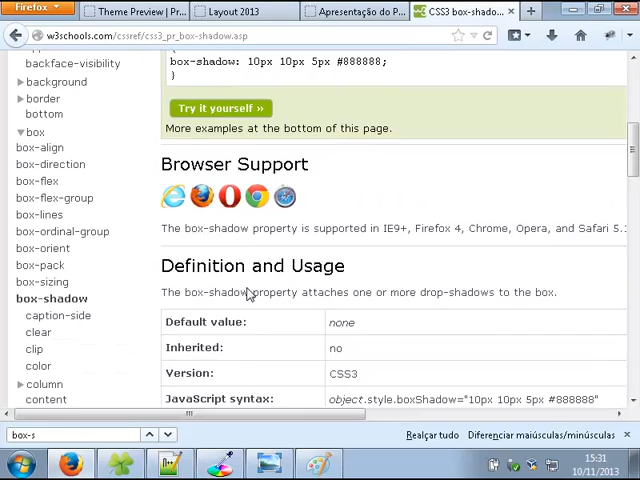 Firefox
Theme Preview | Pr...
Layout 2013
Apresentação do P...
CSS3 box-shado...
w3schools.com/cssref/css3_pr_box-shadow.asp
backface-visibility
background
border
bottom
box
box-align
box-direction
box-flex
box-flex-group
box-lines
box-ordinal-group
box-orient
box-pack
box-sizing
box-shadow
caption-side
clear
clip
color
column
content
{
box-shadow: 10px 10px 5px #888888;
}
Try it yourself »
More examples at the bottom of this page.
Browser Support
The box-shadow property is supported in IE9+, Firefox 4, Chrome, Opera, and Safari 5.1
Definition and Usage
The box-shadow property attaches one or more drop-shadows to the box.
Default value: none
Inherited: no
Version: CSS3
JavaScript syntax: object.style.boxShadow="10px 10px 5px #888888"
box-s
Realçar tudo
Diferenciar maiúsculas/minúsculas
15:31
10/11/2013